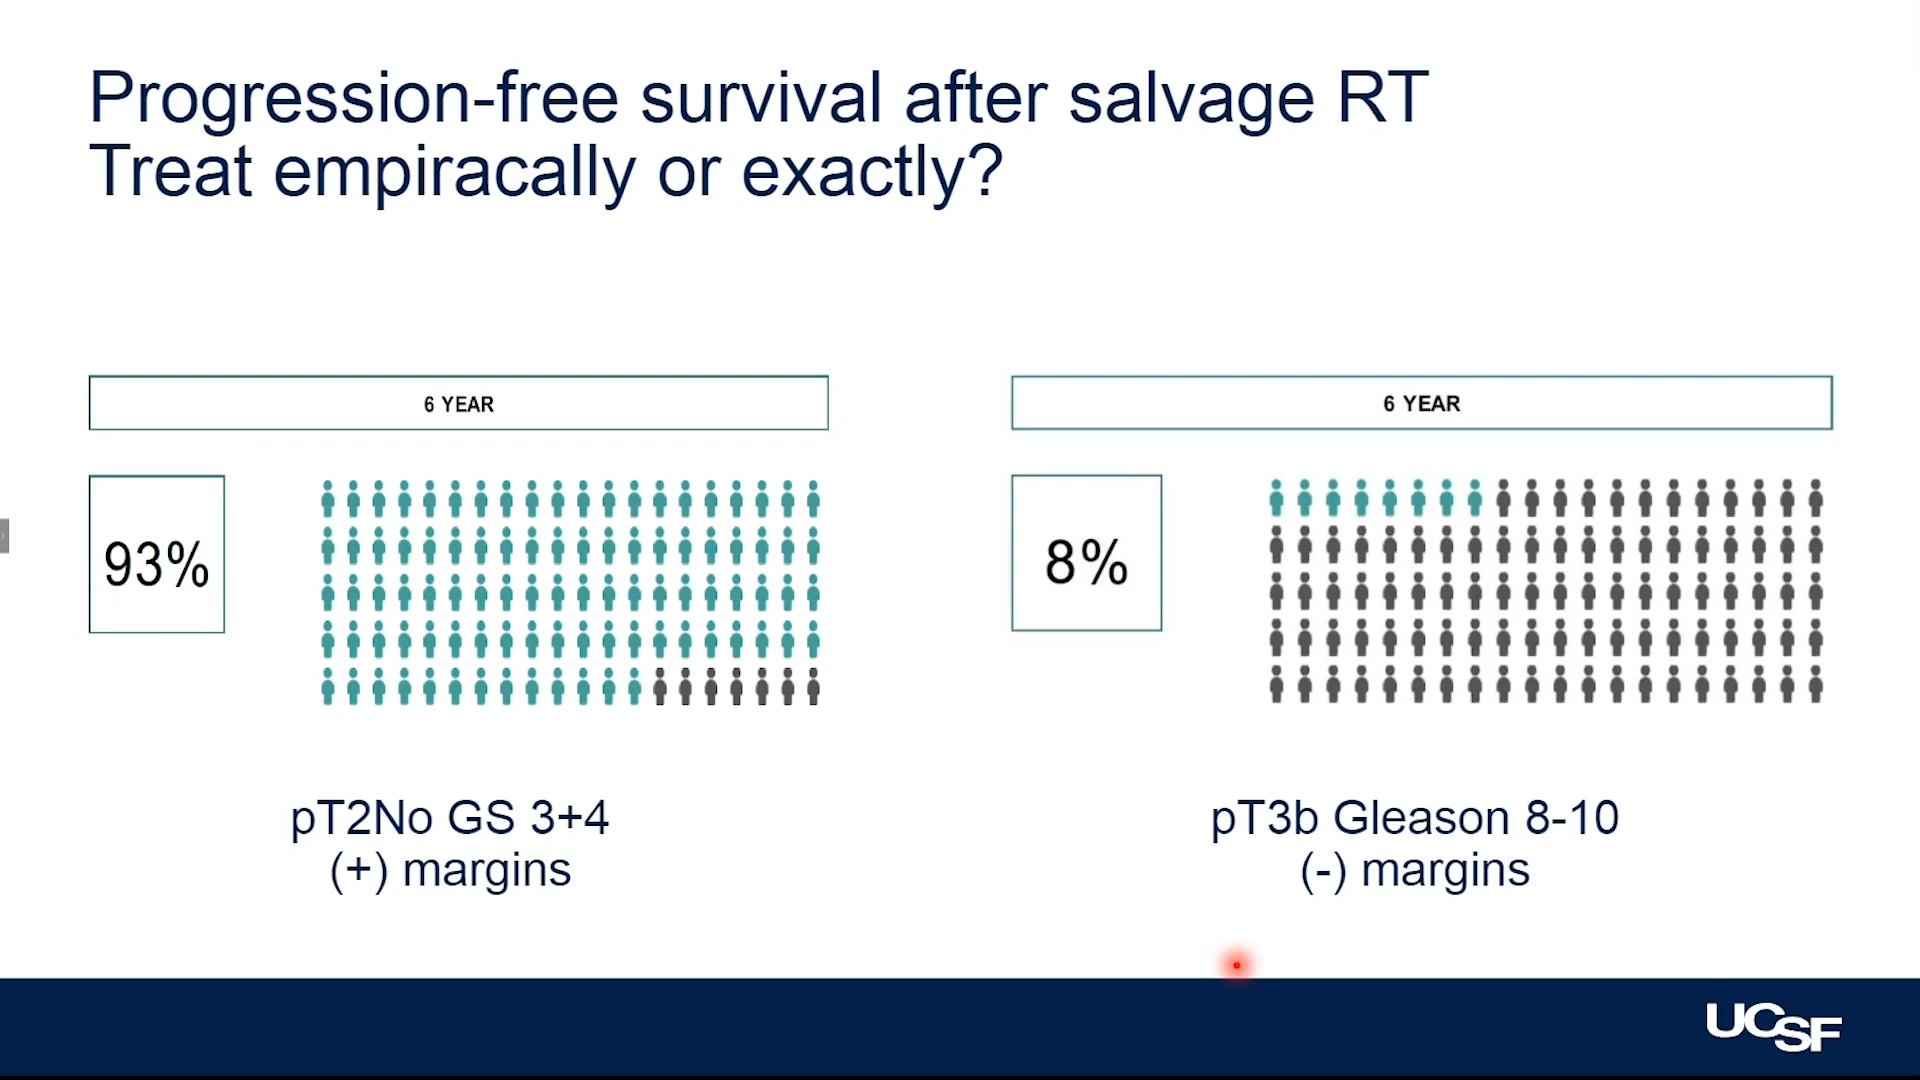 Progression-free survival after salvage RT
Treat empiracally or exactly?
6 YEAR
93%
pT2No GS 3+4
(+) margins
6 YEAR
8%
pT3b Gleason 8-10
(-) margins
UCSF